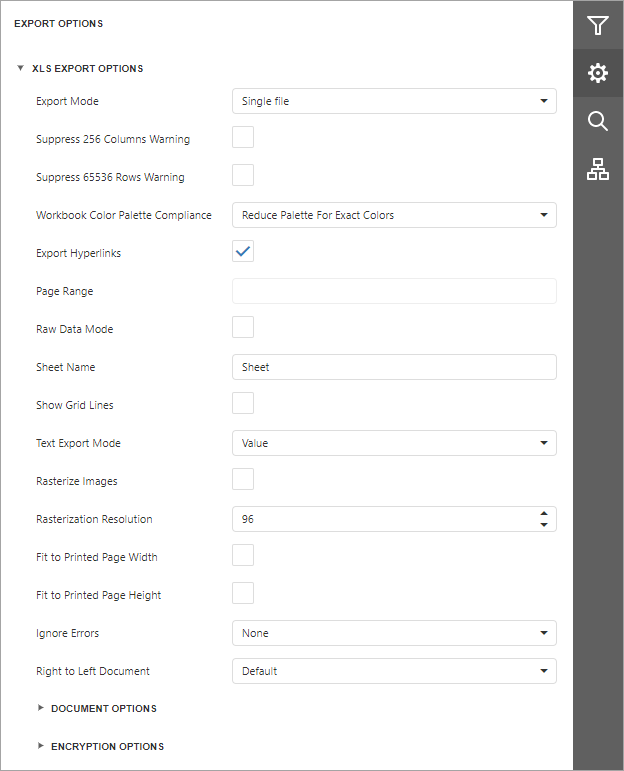 EXPORT OPTIONS
XLS EXPORT OPTIONS
Export Mode Single file
Suppress 256 Columns Warning
Suppress 65536 Rows Warning
Workbook Color Palette Compliance Reduce Palette For Exact Colors
Export Hyperlinks
Page Range
Raw Data Mode
Sheet Name Sheet
Show Grid Lines
Text Export Mode Value
Rasterize Images
Rasterization Resolution 96
Fit to Printed Page Width
Fit to Printed Page Height
Ignore Errors None
Right to Left Document Default
DOCUMENT OPTIONS
ENCRYPTION OPTIONS